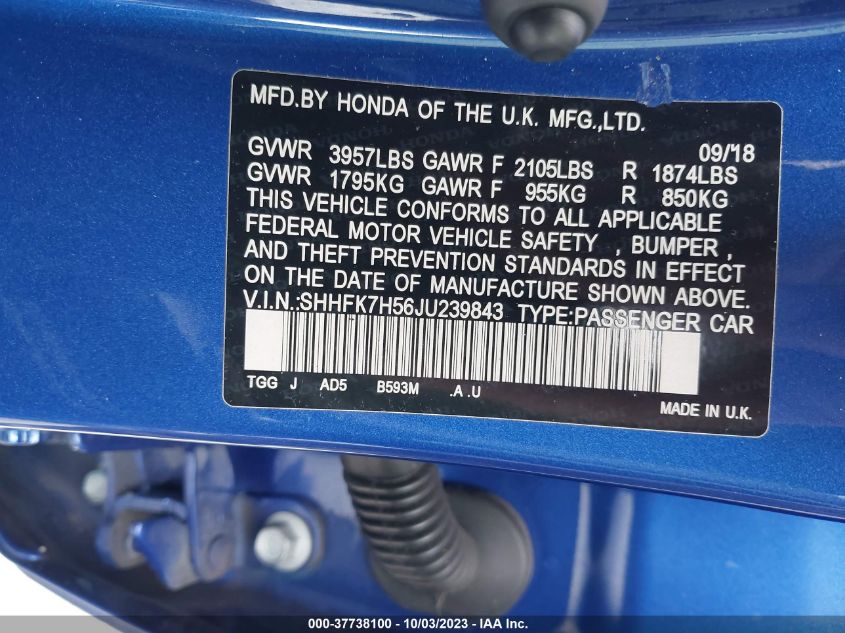 MFD.BY HONDA OF THE U.K. MFG.,LTD.
09/18
GVWR 3957LBS GAWR F 2105LBS R 1874LBS
GVWR 1795KG GAWR F 955KG R 850KG
THIS VEHICLE CONFORMS TO ALL APPLICABLE
FEDERAL MOTOR VEHICLE SAFETY , BUMPER ,
AND THEFT PREVENTION STANDARDS IN EFFECT
ON THE DATE OF MANUFACTURE SHOWN ABOVE.
V.I.N.:SHHFK7H56JU239843 TYPE:PASSENGER CAR
TGG J AD5 B593M .A .U
MADE IN U.K.
000-37738100 - 10/03/2023 - IAA Inc.